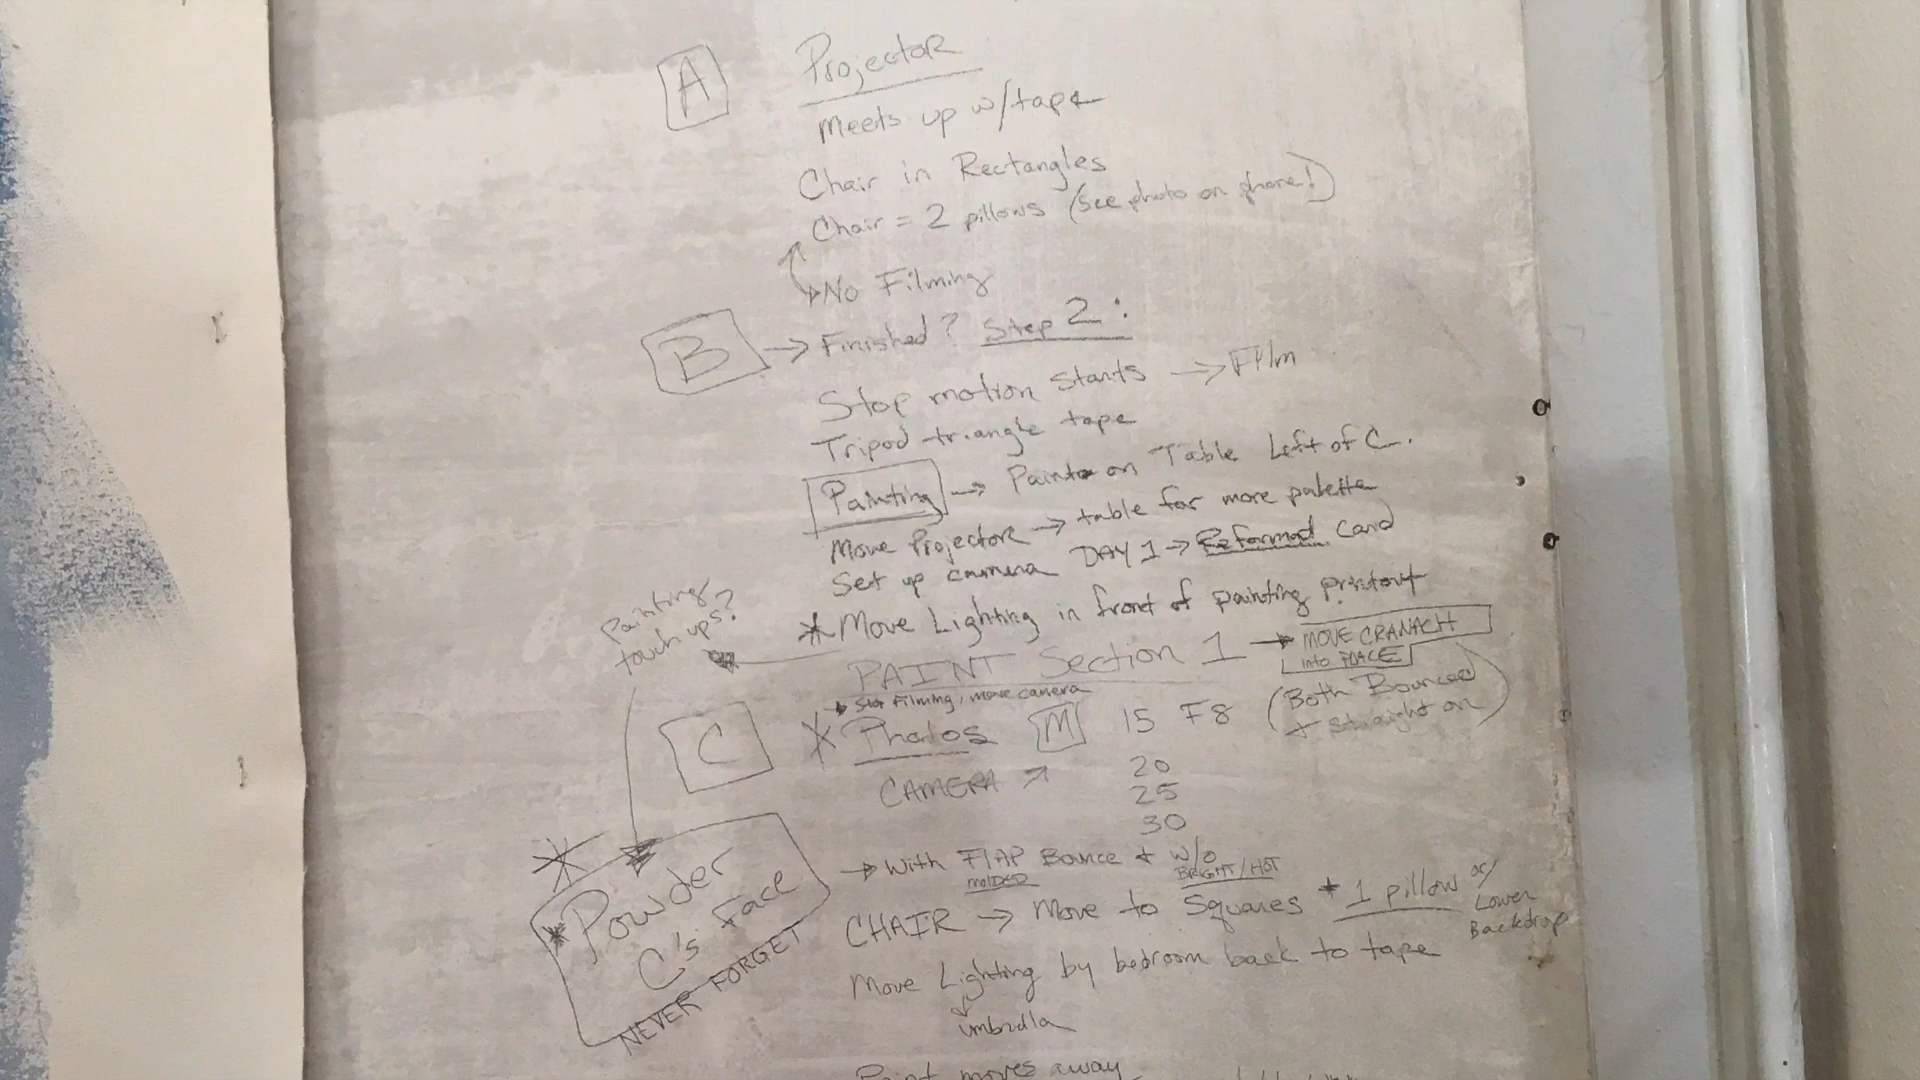 A Projector
Meets up w/tape
Chair in Rectangles
Chair = 2 pillows (see photo on phone!)
No Filming
B → Finished? Step 2:
Stop motion starts → Film
Tripod triangle tape
Painting → Paint on Table Left of C.
Move Projector → table for more palette
Set up camera DAY 1 → Reformat card
* Move Lighting in front of painting printout
Painting
touch ups?
PAINT Section 1 → MOVE CRANACH
into PLACE
Filming, move camera
C * Photos M 15 F8 (Both Bounced
+ straight on)
CAMERA → 20
25
30
→ With FLAP Bounce + w/o
molded BRIGHT/HOT
* Powder
C's Face
NEVER FORGET
CHAIR → Move to Squares * 1 pillow or/
Lower
Backdrop
Move Lighting by bedroom back to tape
umbrella
Paint moves away